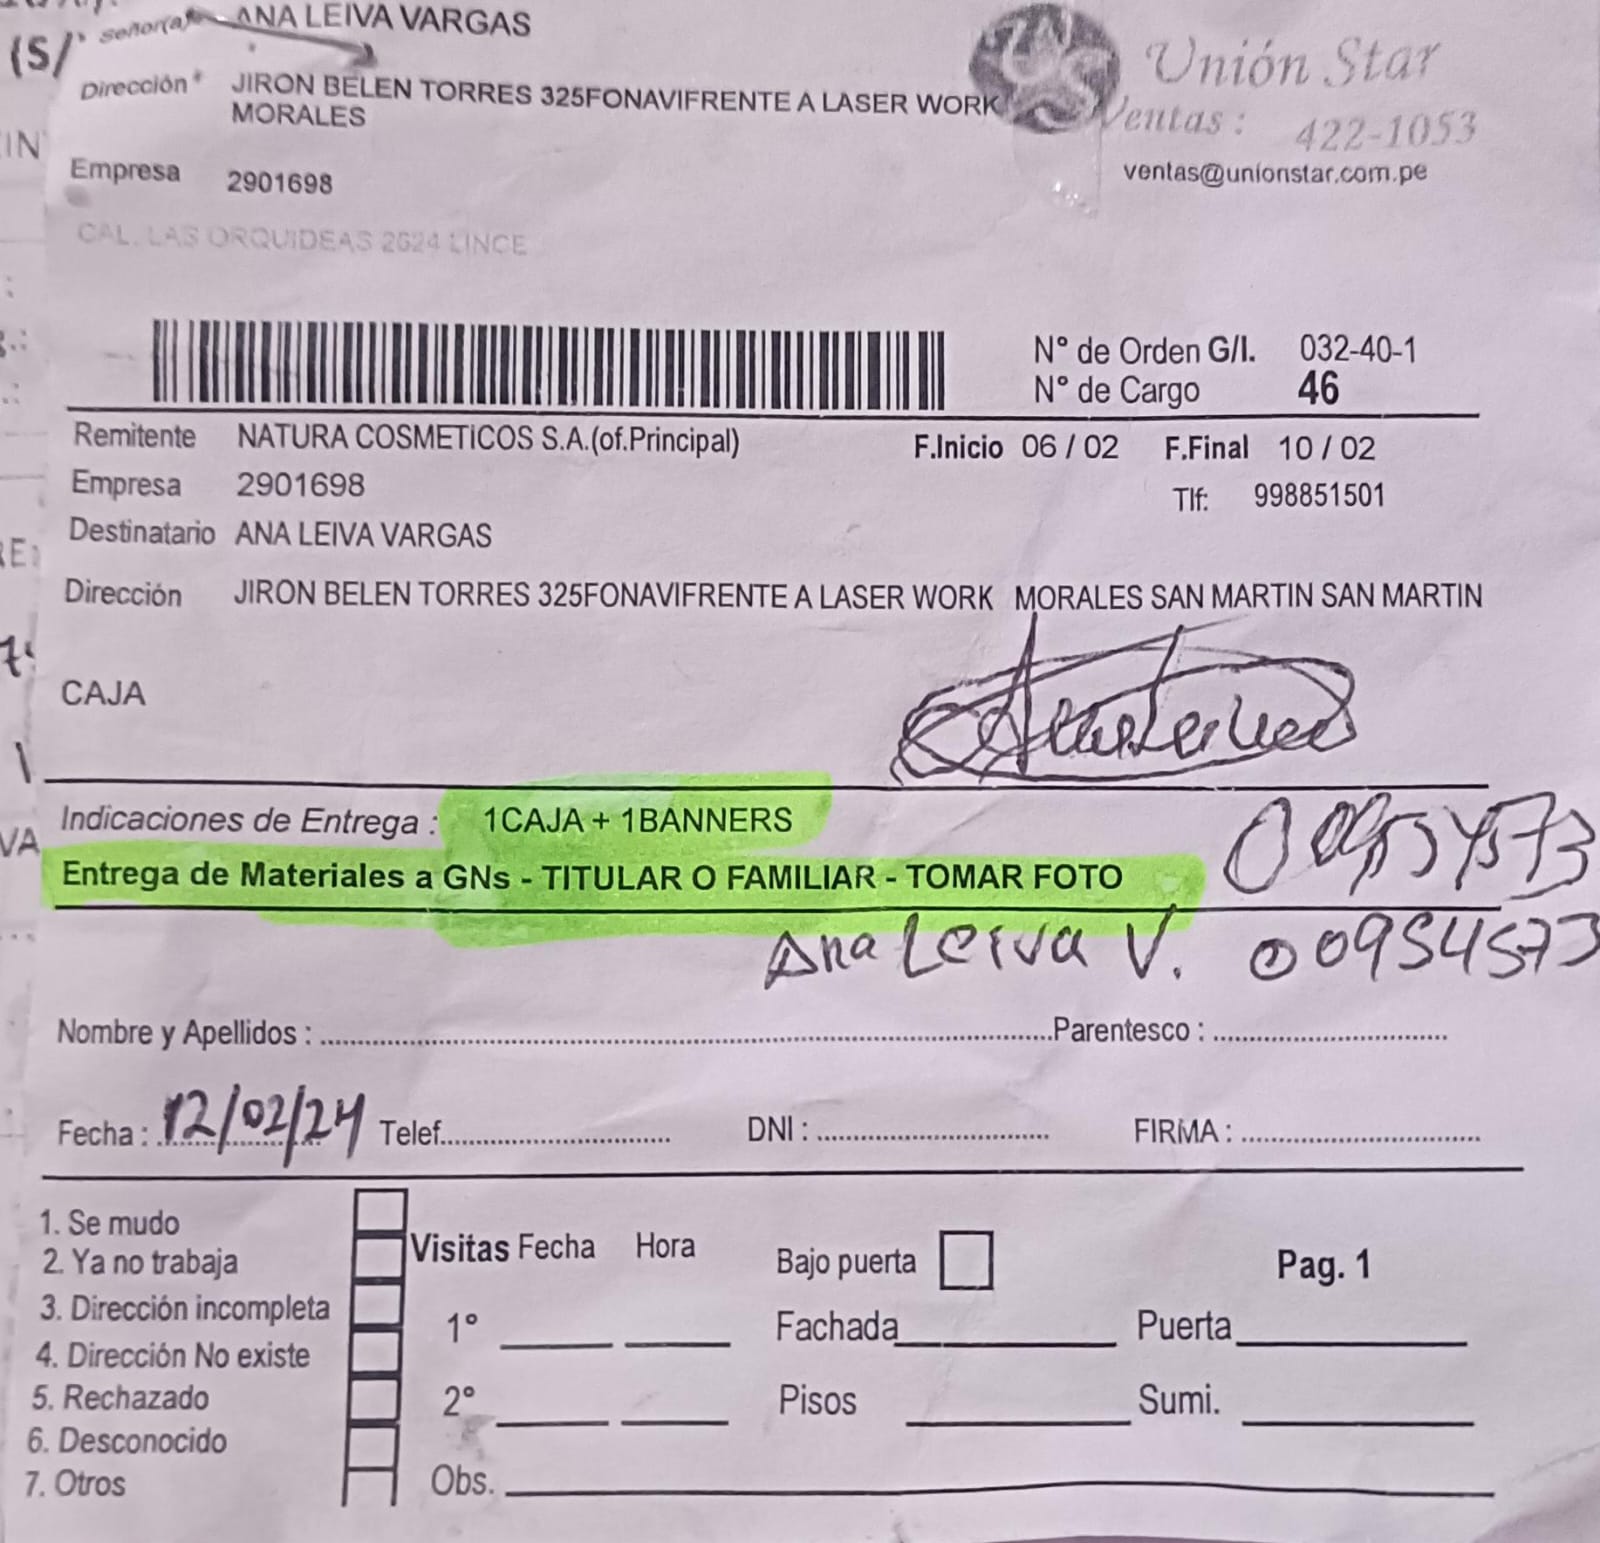 Señor(a) ANA LEIVA VARGAS
(S/
Dirección JIRON BELEN TORRES 325FONAVIFRENTE A LASER WORK
MORALES
Unión Star
Ventas : 422-1053
ventas@unionstar.com.pe
Empresa 2901698
CAL. LAS ORQUIDEAS 2624 LINCE
N° de Orden G/I. 032-40-1
N° de Cargo 46
Remitente NATURA COSMETICOS S.A.(of.Principal) F.Inicio 06 / 02 F.Final 10 / 02
Empresa 2901698 Tlf: 998851501
Destinatario ANA LEIVA VARGAS
Dirección JIRON BELEN TORRES 325FONAVIFRENTE A LASER WORK MORALES SAN MARTIN SAN MARTIN
CAJA
Indicaciones de Entrega : 1CAJA + 1BANNERS
Entrega de Materiales a GNs - TITULAR O FAMILIAR - TOMAR FOTO
Ana Leiva V. 00954573
Nombre y Apellidos : Parentesco :
Fecha : 12/02/24 Telef. DNI : FIRMA :
1. Se mudo
2. Ya no trabaja
3. Dirección incompleta
4. Dirección No existe
5. Rechazado
6. Desconocido
7. Otros
Visitas Fecha Hora
1°
2°
Obs.
Bajo puerta Pag. 1
Fachada Puerta
Pisos Sumi.